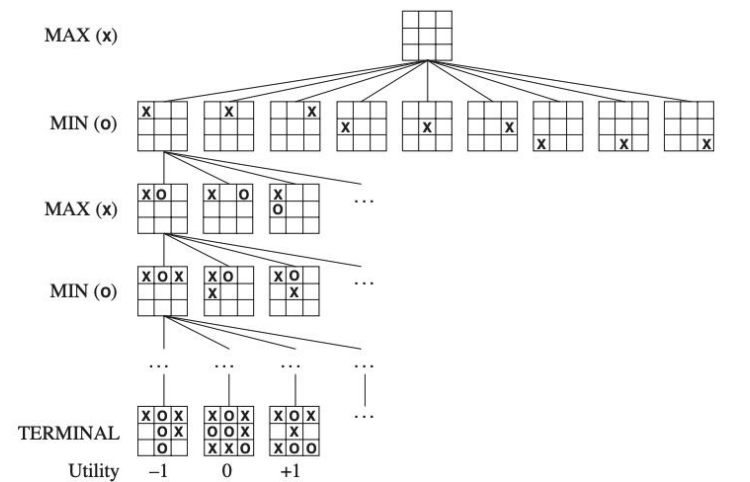 MAX (X)
MIN (O) X X X X X X X X X
MAX (X) X O X O X ...
O
MIN (O) X O X X O X O ...
X X
... ... ... ...
X O X X O X X O X ...
TERMINAL O X O O X X
O X X O X O O
Utility –1 0 +1